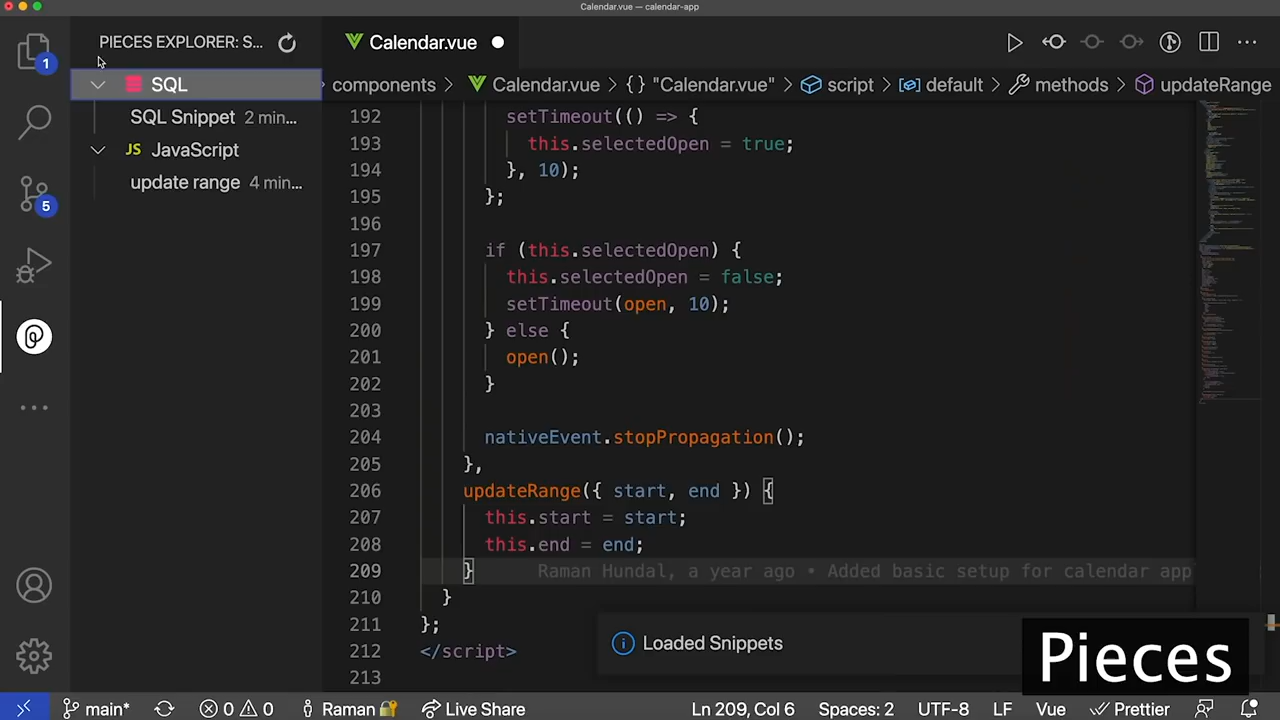 Calendar.vue — calendar-app
PIECES EXPLORER: S...
Calendar.vue
1
SQL
components > Calendar.vue > {} "Calendar.vue" > script > default > methods > updateRange
SQL Snippet 2 min...
JS JavaScript
update range 4 min...
5
192 setTimeout(() => {
193 this.selectedOpen = true;
194 }, 10);
195 };
196
197 if (this.selectedOpen) {
198 this.selectedOpen = false;
199 setTimeout(open, 10);
200 } else {
201 open();
202 }
203
204 nativeEvent.stopPropagation();
205 },
206 updateRange({ start, end }) {
207 this.start = start;
208 this.end = end;
209 } Raman Hundal, a year ago • Added basic setup for calendar app
210 }
211 };
212 </script>
213
Loaded Snippets
Pieces
main* 0 0 Raman Live Share Ln 209, Col 6 Spaces: 2 UTF-8 LF Vue Prettier